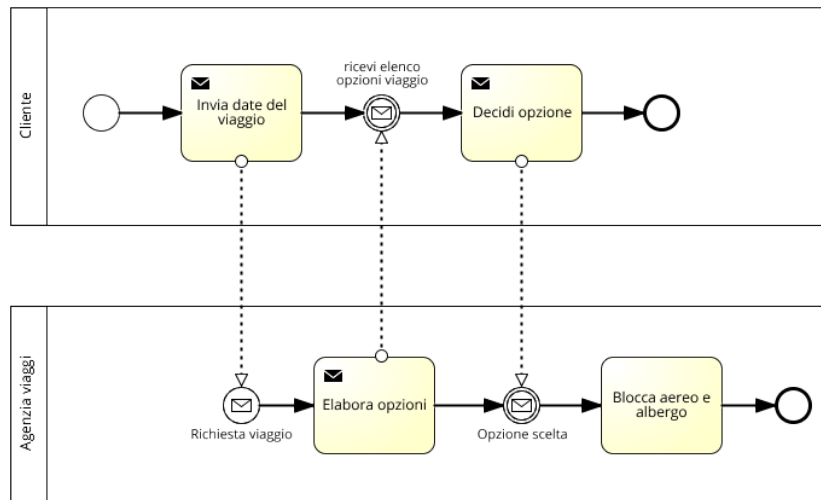 Cliente
Invia date del
viaggio
ricevi elenco
opzioni viaggio
Decidi opzione
Agenzia viaggi
Richiesta viaggio
Elabora opzioni
Opzione scelta
Blocca aereo e
albergo